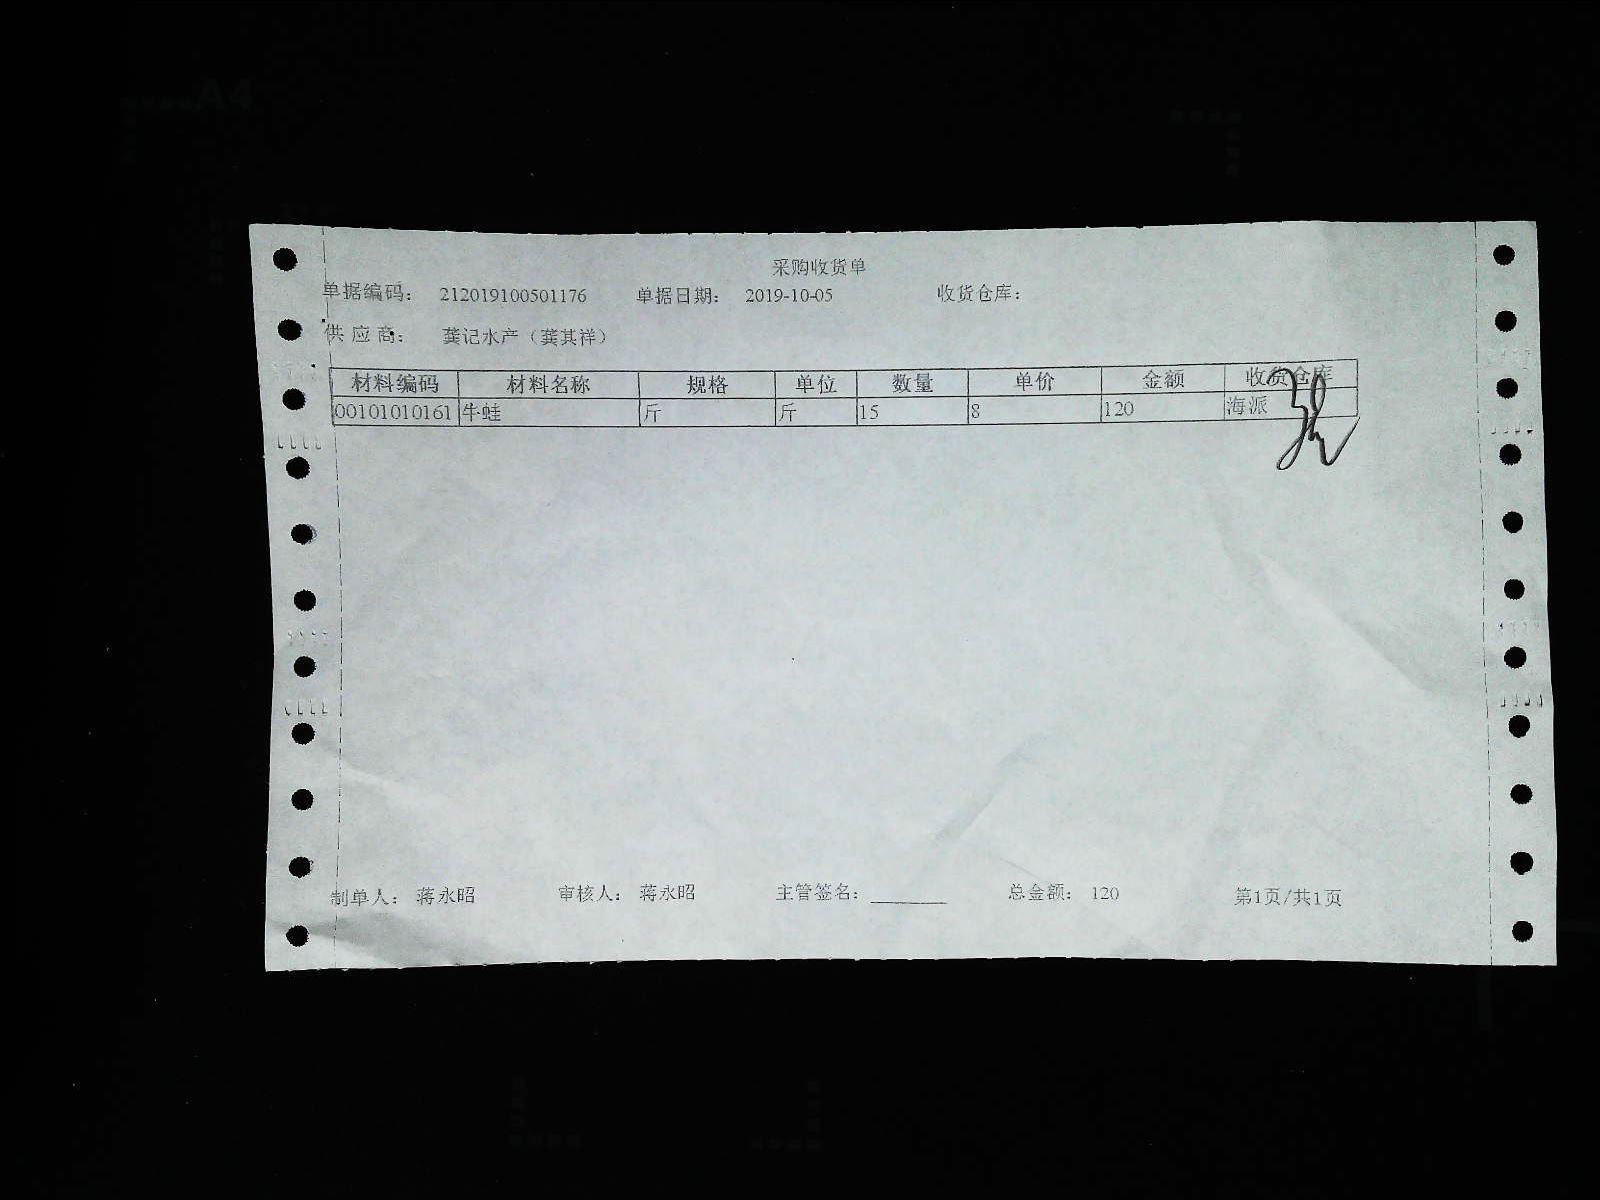 采购收货单
单据编码： 212019100501176 单据日期： 2019-10-05 收货仓库：
供 应 商： 龚记水产（龚其祥）
材料编码 材料名称 规格 单位 数量 单价 金额 收货仓库
00101010161 牛蛙 斤 斤 15 8 120 海派
制单人： 蒋永昭 审核人： 蒋永昭 主管签名： 总金额： 120 第1页/共1页